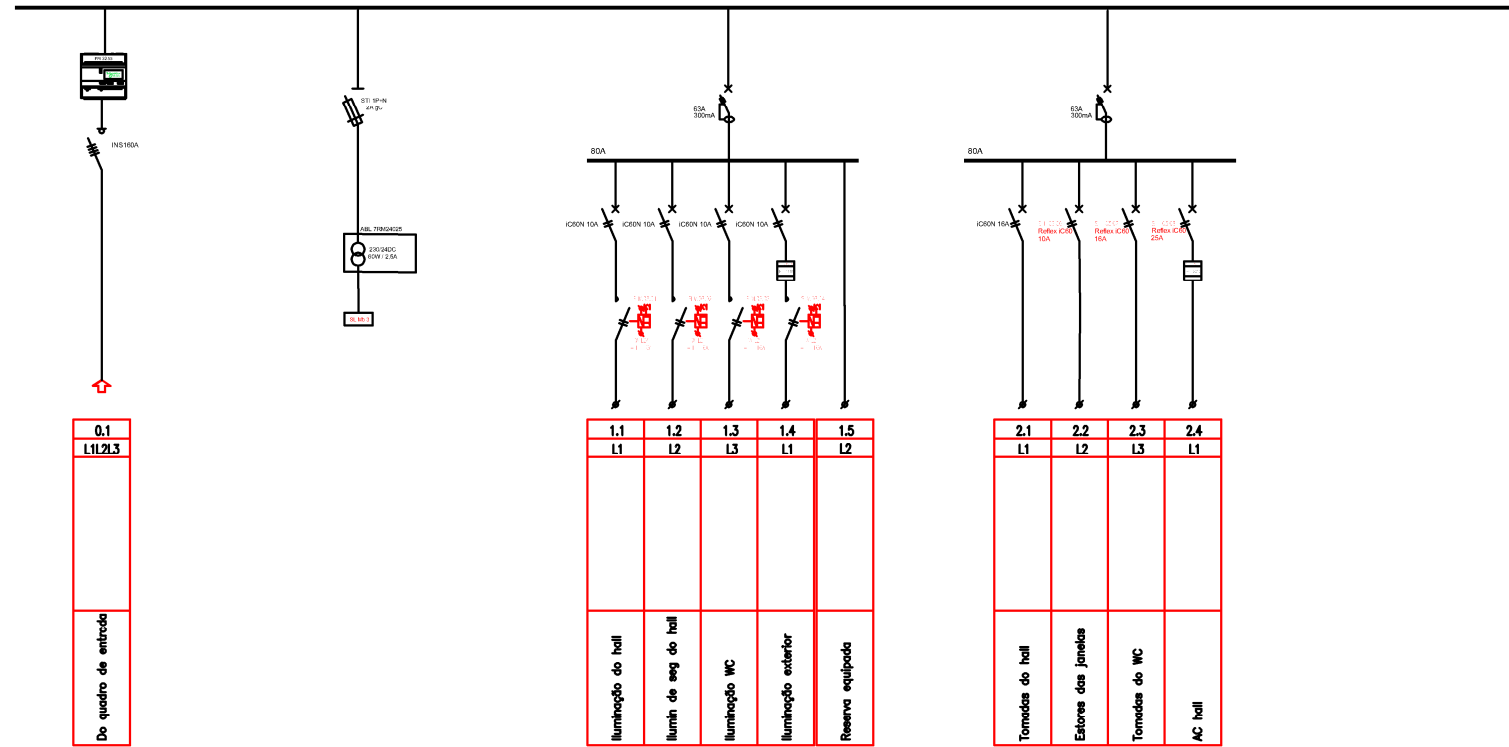 INS160A
STI 1P+N
ABL 7RM24025
230/24DC
60W / 2,5A
63A
300mA
80A
iC60N 10A
iC60N 10A
iC60N 10A
iC60N 10A
63A
300mA
80A
iC60N 16A
Reflex iC60
10A
Reflex iC60
16A
Reflex iC60
25A
0.1
L1L2L3
Do quadro de entrada
1.1
1.2
1.3
1.4
1.5
L1
L2
L3
L1
L2
Iluminação do hall
Ilumin de seg do hall
Iluminação WC
Iluminação exterior
Reserva equipada
2.1
2.2
2.3
2.4
L1
L2
L3
L1
Tomadas do hall
Estores das janelas
Tomadas do WC
AC hall